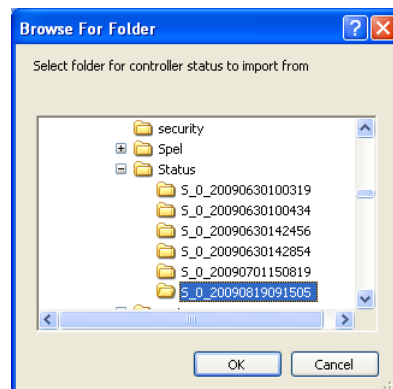 Browse For Folder
Select folder for controller status to import from
security
Spel
Status
S_0_20090630100319
S_0_20090630100434
S_0_20090630142456
S_0_20090630142854
S_0_20090701150819
S_0_20090819091505
OK Cancel